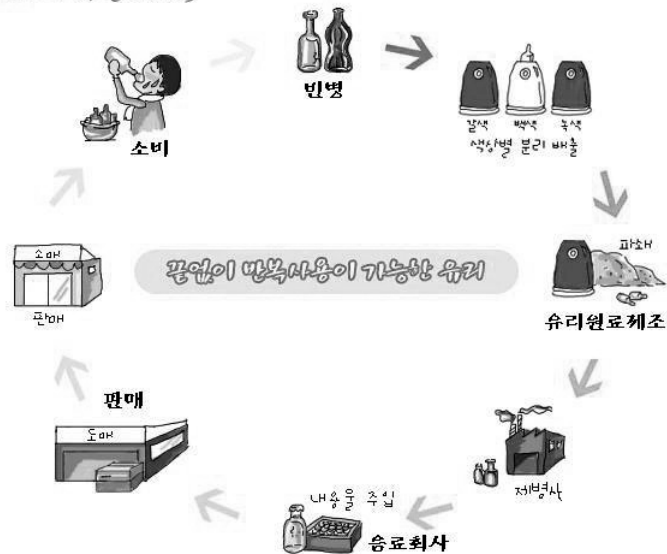 빈병
소비
갈색 백색 녹색
색상별 분리 배출
소매
판매
끝없이 반복사용이 가능한 유리
파쇄
유리원료제조
판매
도매
제병사
내용물 주입
음료회사